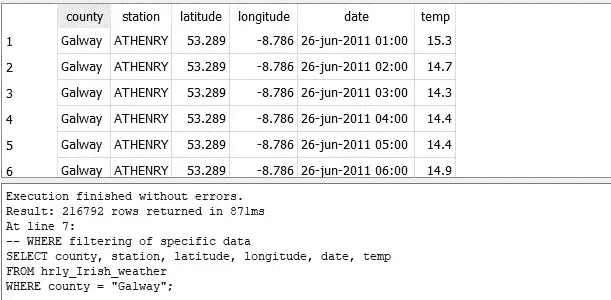 county station latitude longitude date temp
1 Galway ATHENRY 53.289 -8.786 26-jun-2011 01:00 15.3
2 Galway ATHENRY 53.289 -8.786 26-jun-2011 02:00 14.7
3 Galway ATHENRY 53.289 -8.786 26-jun-2011 03:00 14.3
4 Galway ATHENRY 53.289 -8.786 26-jun-2011 04:00 14.4
5 Galway ATHENRY 53.289 -8.786 26-jun-2011 05:00 14.4
6 Galway ATHENRY 53.289 -8.786 26-jun-2011 06:00 14.9
Execution finished without errors.
Result: 216792 rows returned in 871ms
At line 7:
-- WHERE filtering of specific data
SELECT county, station, latitude, longitude, date, temp
FROM hrly_Irish_weather
WHERE county = "Galway";